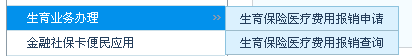 生育业务办理 »
生育保险医疗费用报销申请
金融社保卡便民应用
生育保险医疗费用报销查询